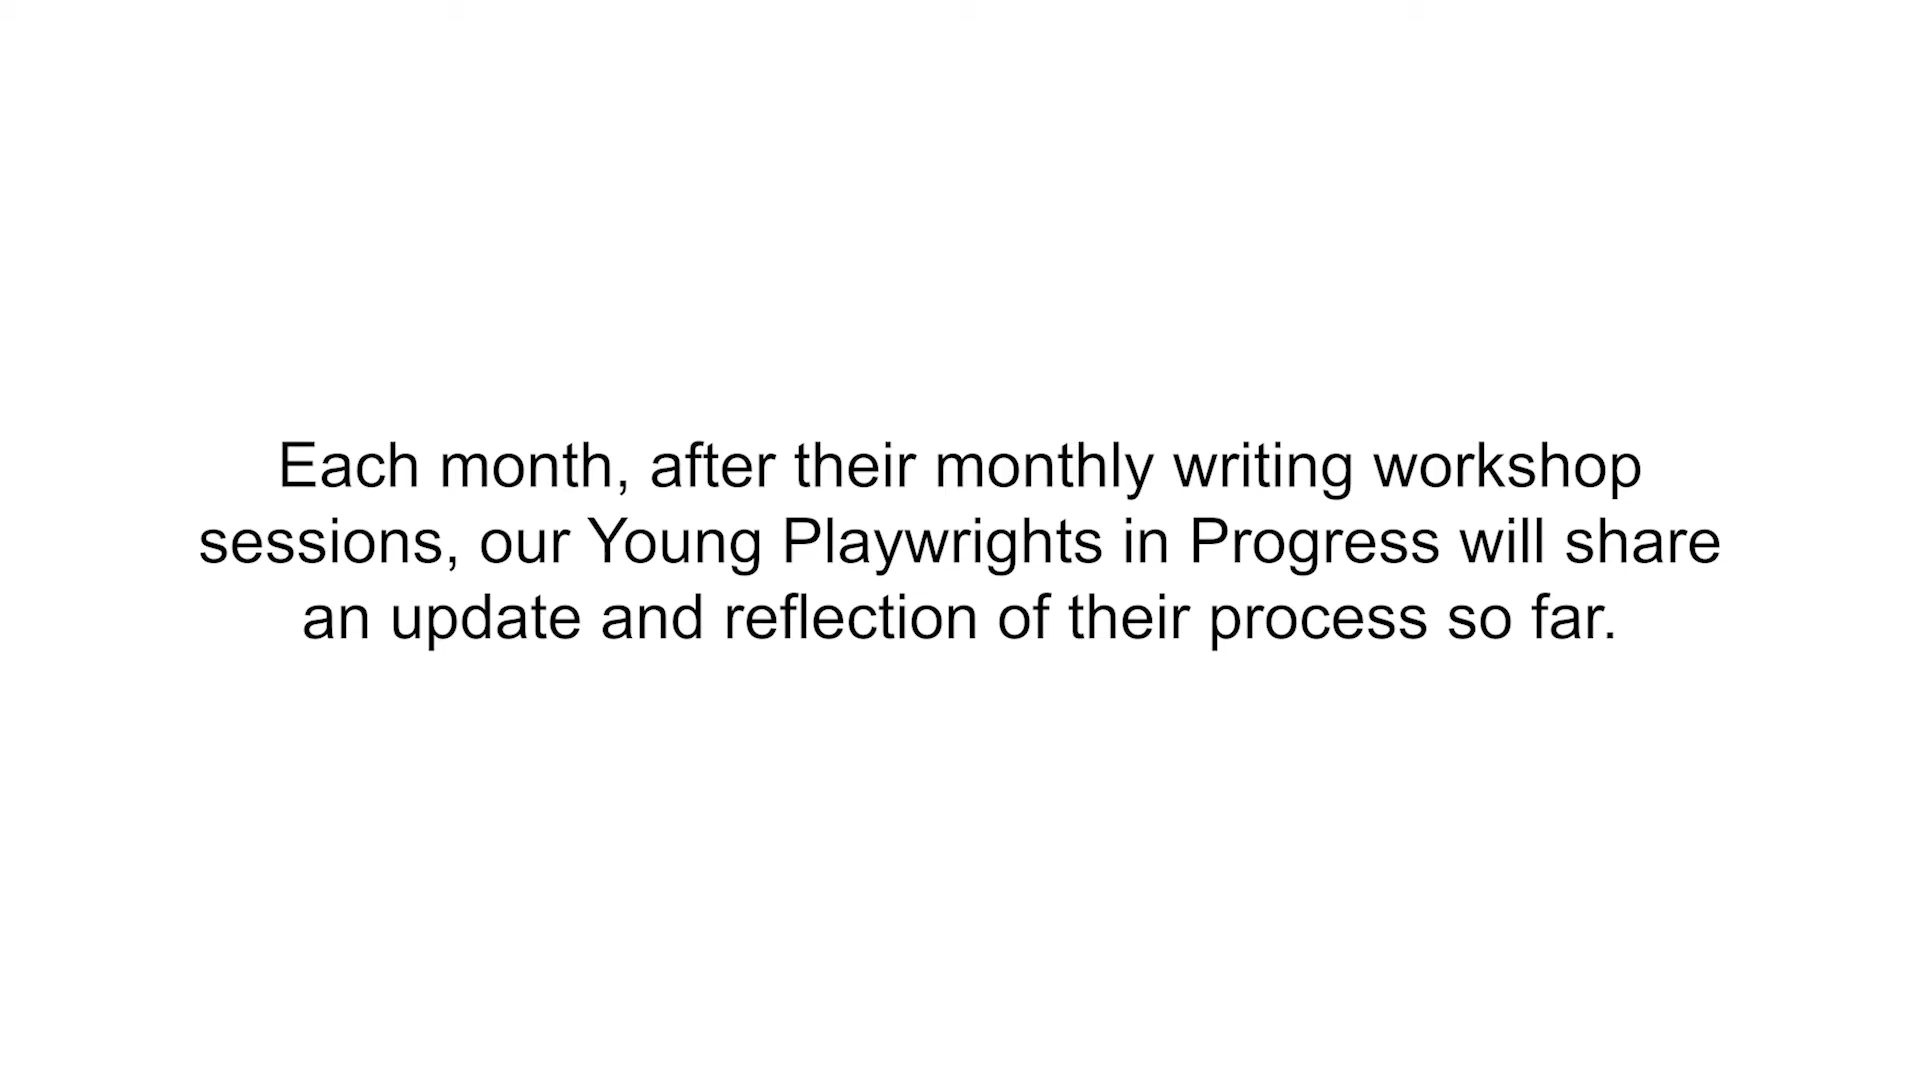 Each month, after their monthly writing workshop
sessions, our Young Playwrights in Progress will share
an update and reflection of their process so far.